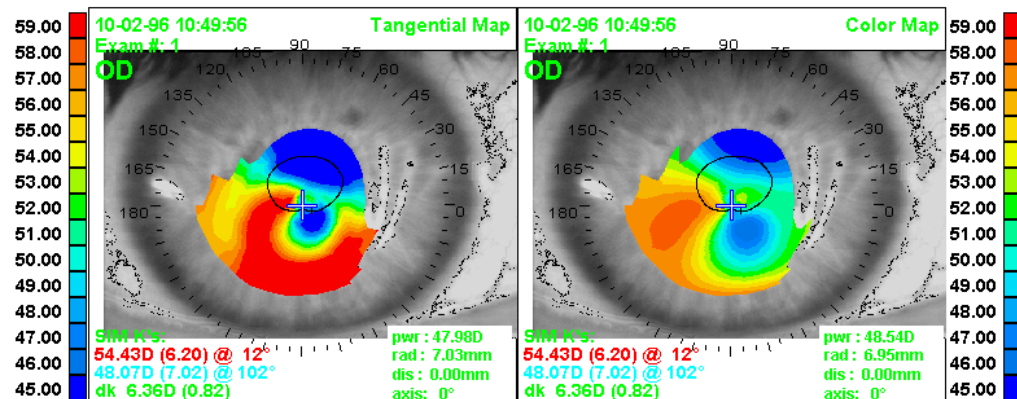 59.00
58.00
57.00
56.00
55.00
54.00
53.00
52.00
51.00
50.00
49.00
48.00
47.00
46.00
45.00
10-02-96 10:49:56 Tangential Map
Exam #: 1
OD
180
165
150
135
120
105
90
75
60
45
30
15
0
SIM K's:
54.43D (6.20) @ 12°
48.07D (7.02) @ 102°
dk 6.36D (0.82)
pwr : 47.98D
rad : 7.03mm
dis : 0.00mm
axis: 0°
10-02-96 10:49:56 Color Map
Exam #: 1
OD
180
165
150
135
120
105
90
75
60
45
30
15
0
SIM K's:
54.43D (6.20) @ 12°
48.07D (7.02) @ 102°
dk 6.36D (0.82)
pwr : 48.54D
rad : 6.95mm
dis : 0.00mm
axis: 0°
59.00
58.00
57.00
56.00
55.00
54.00
53.00
52.00
51.00
50.00
49.00
48.00
47.00
46.00
45.00